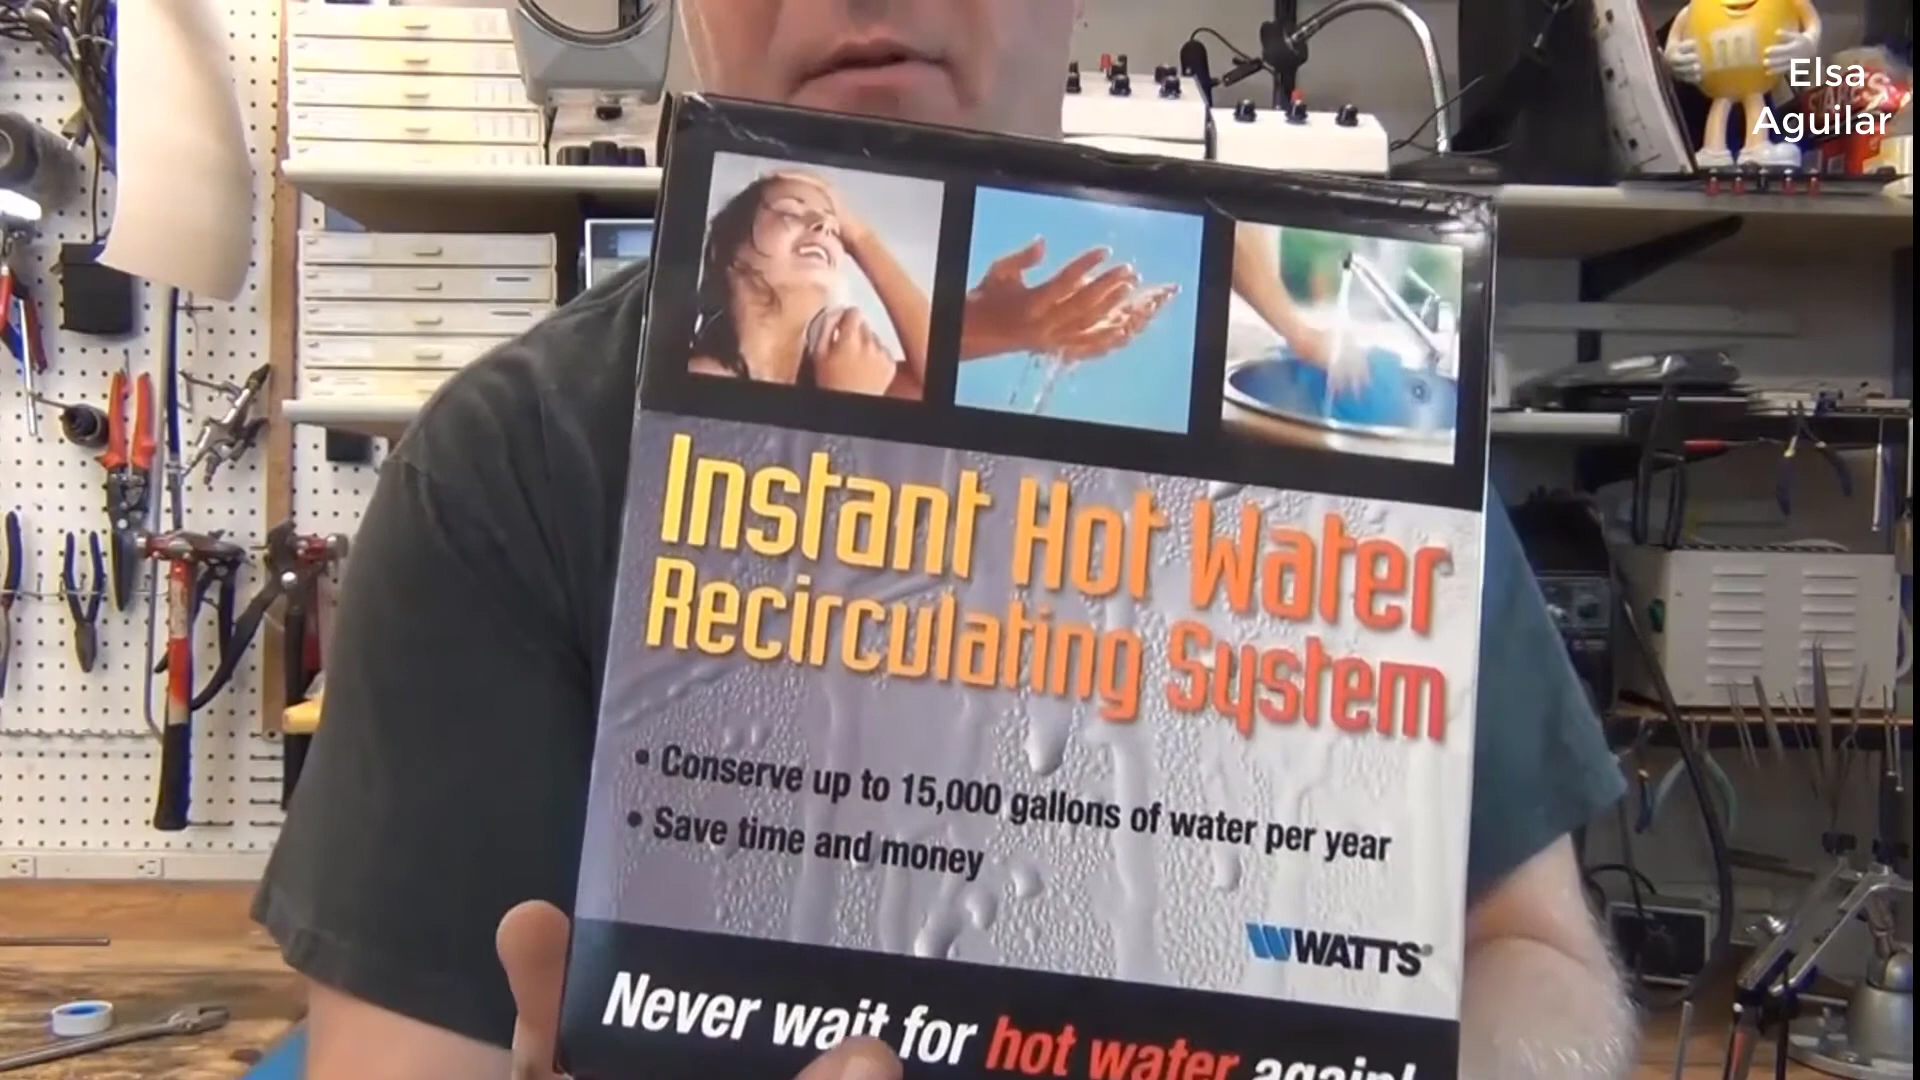 Elsa
Aguilar
Instant Hot Water
Recirculating System
• Conserve up to 15,000 gallons of water per year
• Save time and money
WATTS®
Never wait for hot water again!